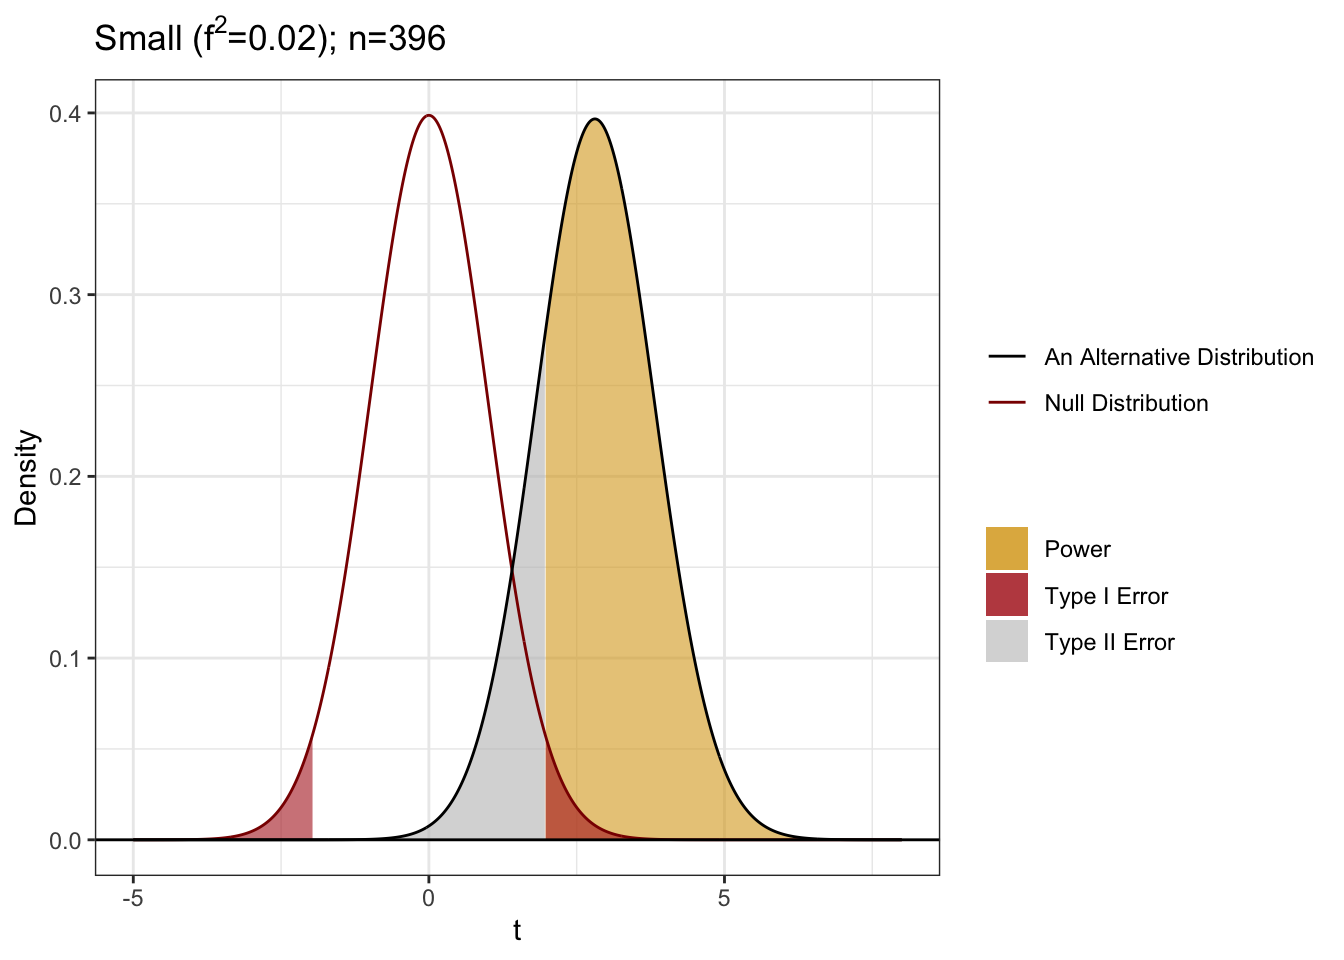 Small (f²=0.02); n=396
0.4
0.3
0.2
0.1
0.0
Density
-5 0 5
t
An Alternative Distribution
Null Distribution
Power
Type I Error
Type II Error